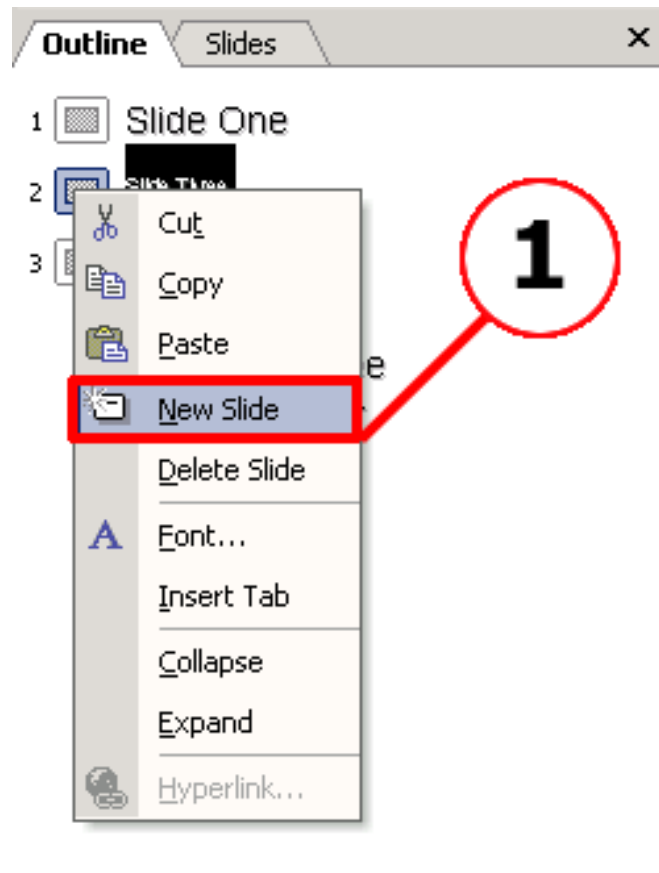 Outline Slides
1 Slide One
2 Slide Three
3
Cut
Copy
Paste
New Slide
Delete Slide
Font...
Insert Tab
Collapse
Expand
Hyperlink...
1